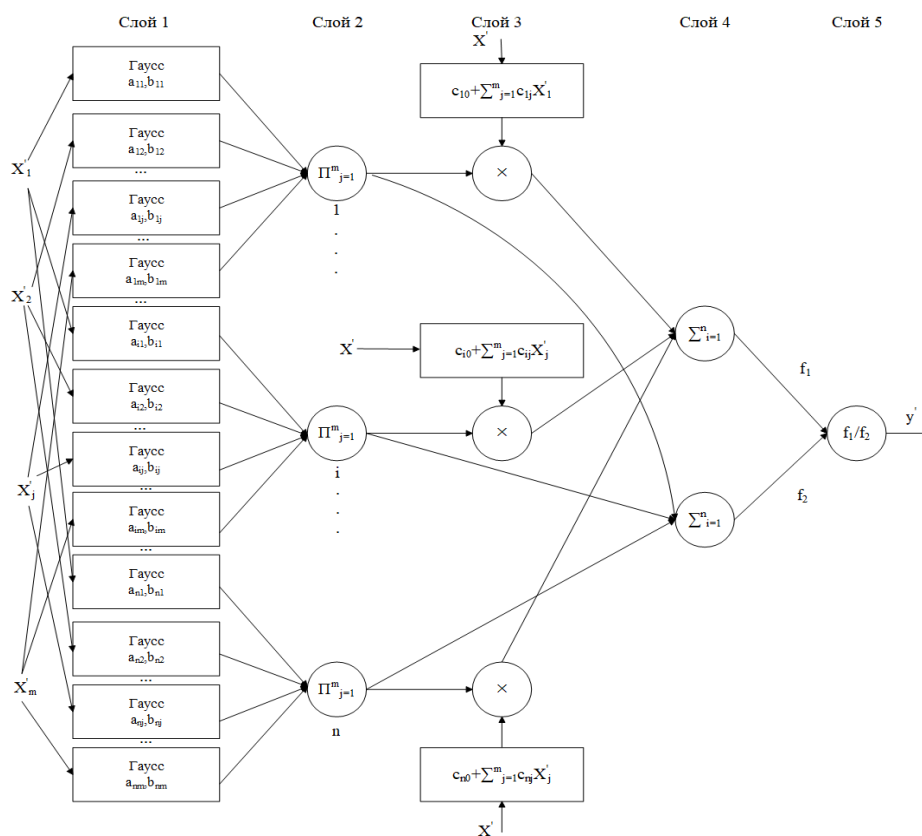 Слой 1 Слой 2 Слой 3 Слой 4 Слой 5
X'
c₁₀+∑ᵐⱼ₌₁c₁ⱼX'₁
Гаусс
a₁₁,b₁₁
Гаусс
a₁₂,b₁₂
...
X'₁
Гаусс
a₁ⱼ,b₁ⱼ
...
Гаусс
a₁ₘ,b₁ₘ
X'₂
Гаусс
aᵢ₁,bᵢ₁
Гаусс
aᵢ₂,bᵢ₂
...
Гаусс
aᵢⱼ,bᵢⱼ
...
X'ⱼ
Гаусс
aᵢₘ,bᵢₘ
...
Гаусс
aₙ₁,bₙ₁
Гаусс
aₙ₂,bₙ₂
...
X'ₘ
Гаусс
aₙⱼ,bₙⱼ
...
Гаусс
aₙₘ,bₙₘ
Πᵐⱼ₌₁
1
.
.
.
.
Πᵐⱼ₌₁
i
.
.
.
Πᵐⱼ₌₁
n
×
X'
cᵢ₀+∑ᵐⱼ₌₁cᵢⱼX'ⱼ
×
×
cₙ₀+∑ᵐⱼ₌₁cₙⱼX'ⱼ
X'
∑ⁿᵢ₌₁
∑ⁿᵢ₌₁
f₁
f₂
f₁/f₂
y'